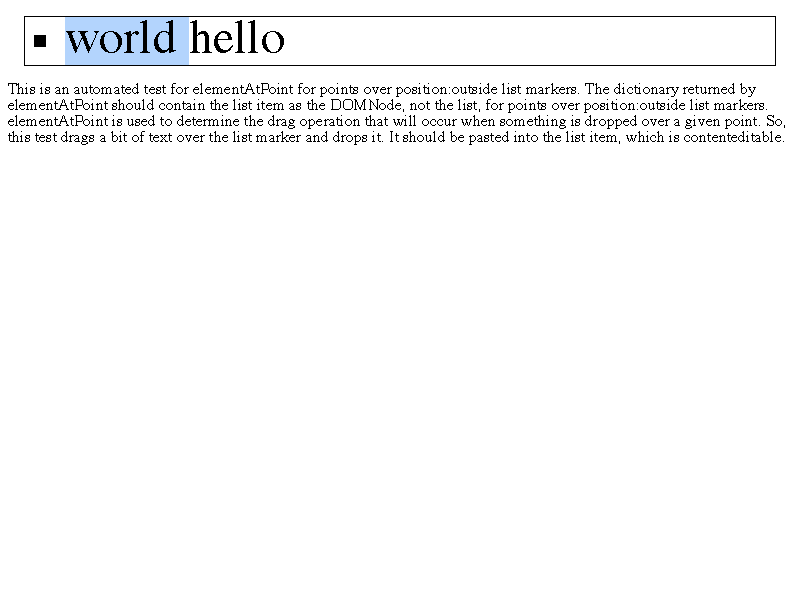 ▪ world hello
This is an automated test for elementAtPoint for points over position:outside list markers. The dictionary returned by
elementAtPoint should contain the list item as the DOMNode, not the list, for points over position:outside list markers.
elementAtPoint is used to determine the drag operation that will occur when something is dropped over a given point. So,
this test drags a bit of text over the list marker and drops it. It should be pasted into the list item, which is contenteditable.